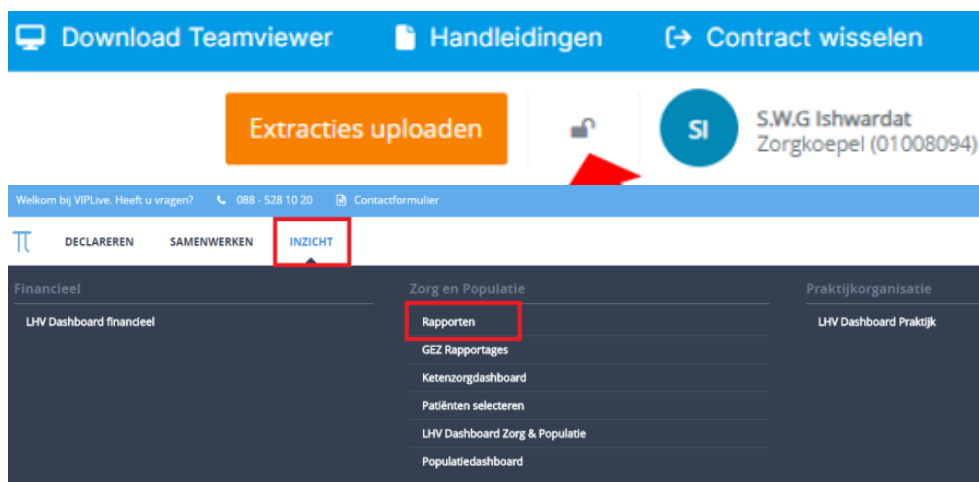 Download Teamviewer Handleidingen Contract wisselen
Extracties uploaden SI S.W.G Ishwardat
Zorgkoepel (01008094)
Welkom bij VIPLive. Heeft u vragen? 088 - 528 10 20 Contactformulier
DECLAREREN SAMENWERKEN INZICHT
Financieel Zorg en Populatie Praktijkorganisatie
LHV Dashboard financieel Rapporten LHV Dashboard Praktijk
GEZ Rapportages
Ketenzorgdashboard
Patiënten selecteren
LHV Dashboard Zorg & Populatie
Populatiedashboard